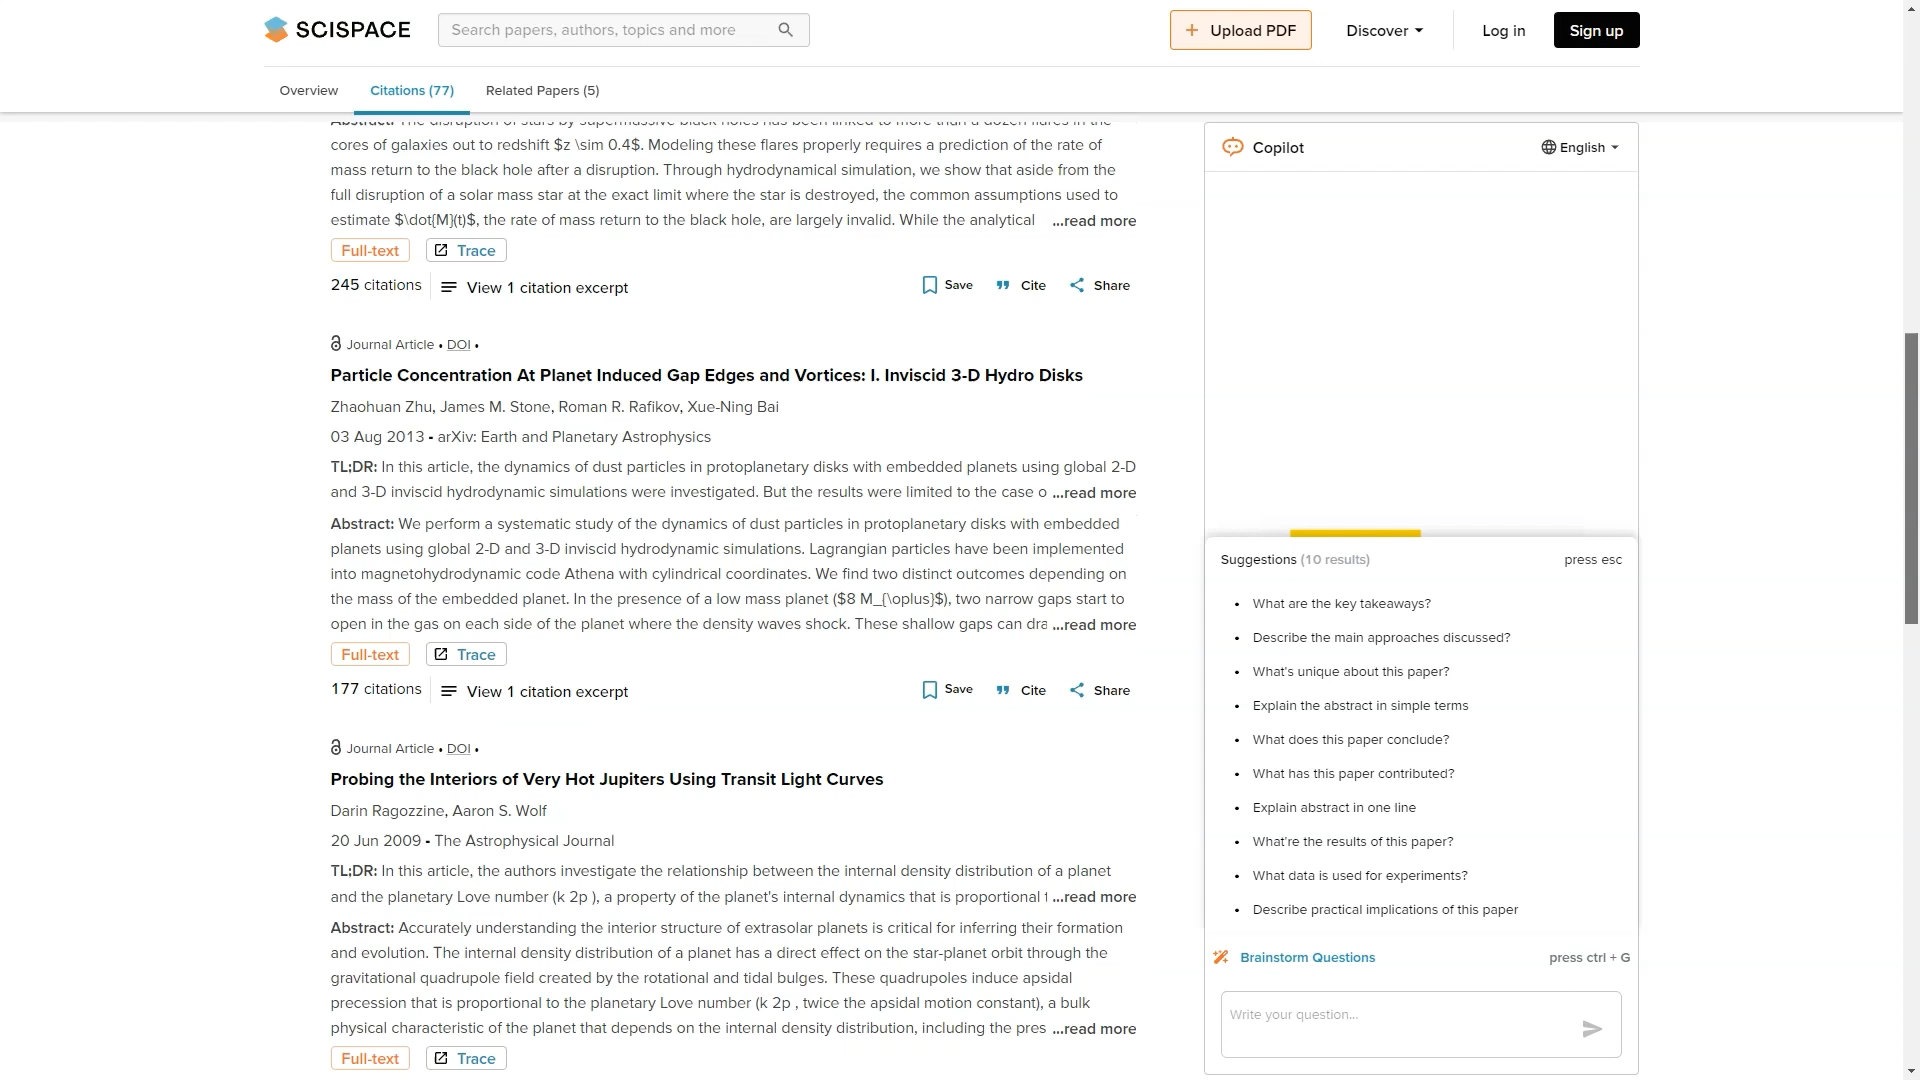 SCISPACE
Search papers, authors, topics and more
Upload PDF
Discover
Log in
Sign up
Overview
Citations (77)
Related Papers (5)
Abstract: The disruption of stars by supermassive black holes has been linked to more than a dozen flares in the
cores of galaxies out to redshift $z \sim 0.4$. Modeling these flares properly requires a prediction of the rate of
mass return to the black hole after a disruption. Through hydrodynamical simulation, we show that aside from the
full disruption of a solar mass star at the exact limit where the star is destroyed, the common assumptions used to
estimate $\dot{M}(t)$, the rate of mass return to the black hole, are largely invalid. While the analytical ...read more
Full-text
Trace
245 citations
View 1 citation excerpt
Save
Cite
Share
Journal Article • DOI •
Particle Concentration At Planet Induced Gap Edges and Vortices: I. Inviscid 3-D Hydro Disks
Zhaohuan Zhu, James M. Stone, Roman R. Rafikov, Xue-Ning Bai
03 Aug 2013 - arXiv: Earth and Planetary Astrophysics
TL;DR: In this article, the dynamics of dust particles in protoplanetary disks with embedded planets using global 2-D
and 3-D inviscid hydrodynamic simulations were investigated. But the results were limited to the case o ...read more
Abstract: We perform a systematic study of the dynamics of dust particles in protoplanetary disks with embedded
planets using global 2-D and 3-D inviscid hydrodynamic simulations. Lagrangian particles have been implemented
into magnetohydrodynamic code Athena with cylindrical coordinates. We find two distinct outcomes depending on
the mass of the embedded planet. In the presence of a low mass planet ($8 M_{\oplus}$), two narrow gaps start to
open in the gas on each side of the planet where the density waves shock. These shallow gaps can dra ...read more
Full-text
Trace
177 citations
View 1 citation excerpt
Save
Cite
Share
Journal Article • DOI •
Probing the Interiors of Very Hot Jupiters Using Transit Light Curves
Darin Ragozzine, Aaron S. Wolf
20 Jun 2009 - The Astrophysical Journal
TL;DR: In this article, the authors investigate the relationship between the internal density distribution of a planet
and the planetary Love number (k 2p ), a property of the planet's internal dynamics that is proportional t ...read more
Abstract: Accurately understanding the interior structure of extrasolar planets is critical for inferring their formation
and evolution. The internal density distribution of a planet has a direct effect on the star-planet orbit through the
gravitational quadrupole field created by the rotational and tidal bulges. These quadrupoles induce apsidal
precession that is proportional to the planetary Love number (k 2p , twice the apsidal motion constant), a bulk
physical characteristic of the planet that depends on the internal density distribution, including the pres ...read more
Full-text
Trace
Copilot
English
Suggestions (10 results)
press esc
• What are the key takeaways?
• Describe the main approaches discussed?
• What's unique about this paper?
• Explain the abstract in simple terms
• What does this paper conclude?
• What has this paper contributed?
• Explain abstract in one line
• What're the results of this paper?
• What data is used for experiments?
• Describe practical implications of this paper
Brainstorm Questions
press ctrl + G
Write your question...